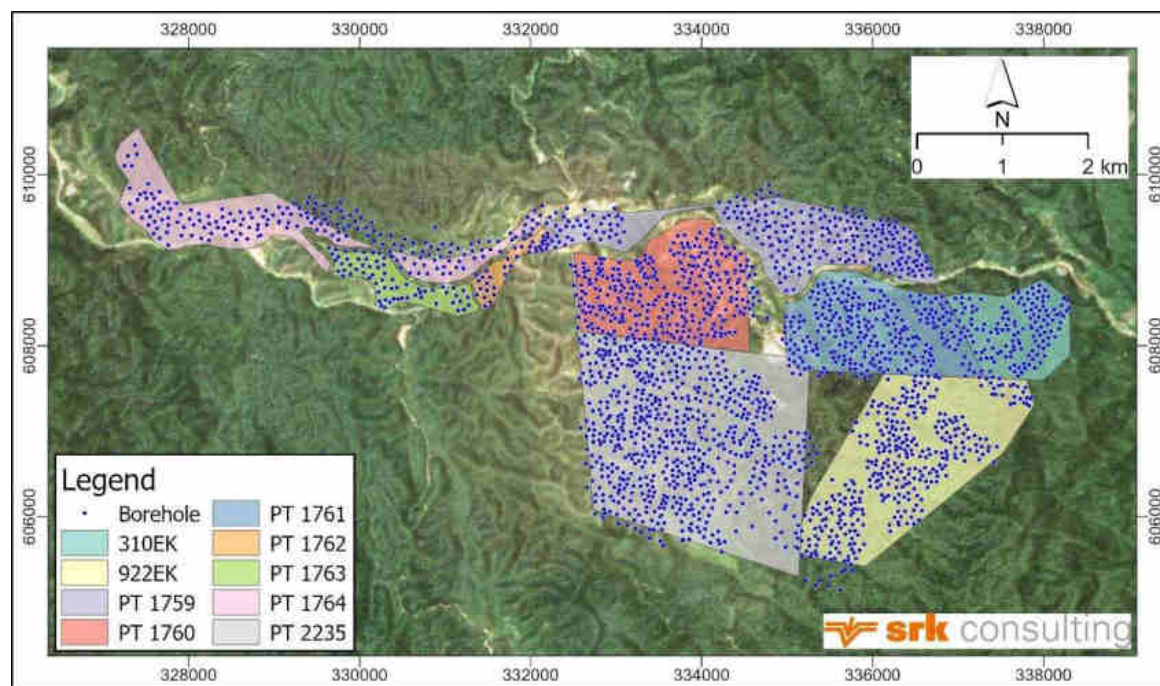 328000 330000 332000 334000 336000 338000
N
0 1 2 km
610000 610000
608000 608000
606000 606000
Legend
Borehole
310EK
922EK
PT 1759
PT 1760
PT 1761
PT 1762
PT 1763
PT 1764
PT 2235
srk consulting
328000 330000 332000 334000 336000 338000